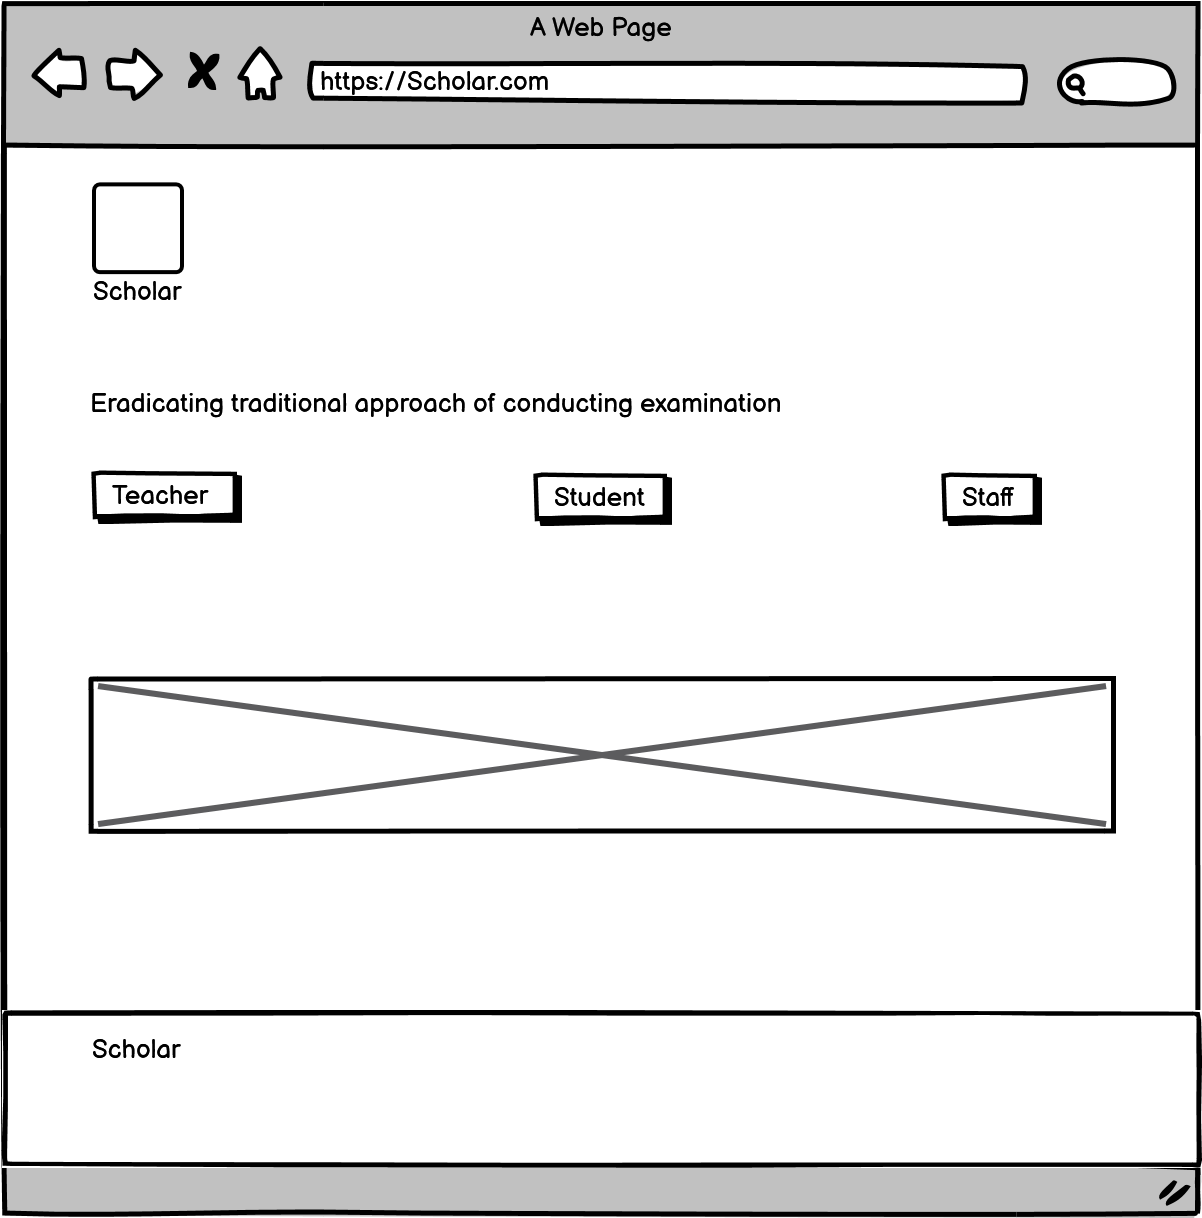 A Web Page
https://Scholar.com
Scholar
Eradicating traditional approach of conducting examination
Teacher
Student
Staff
Scholar